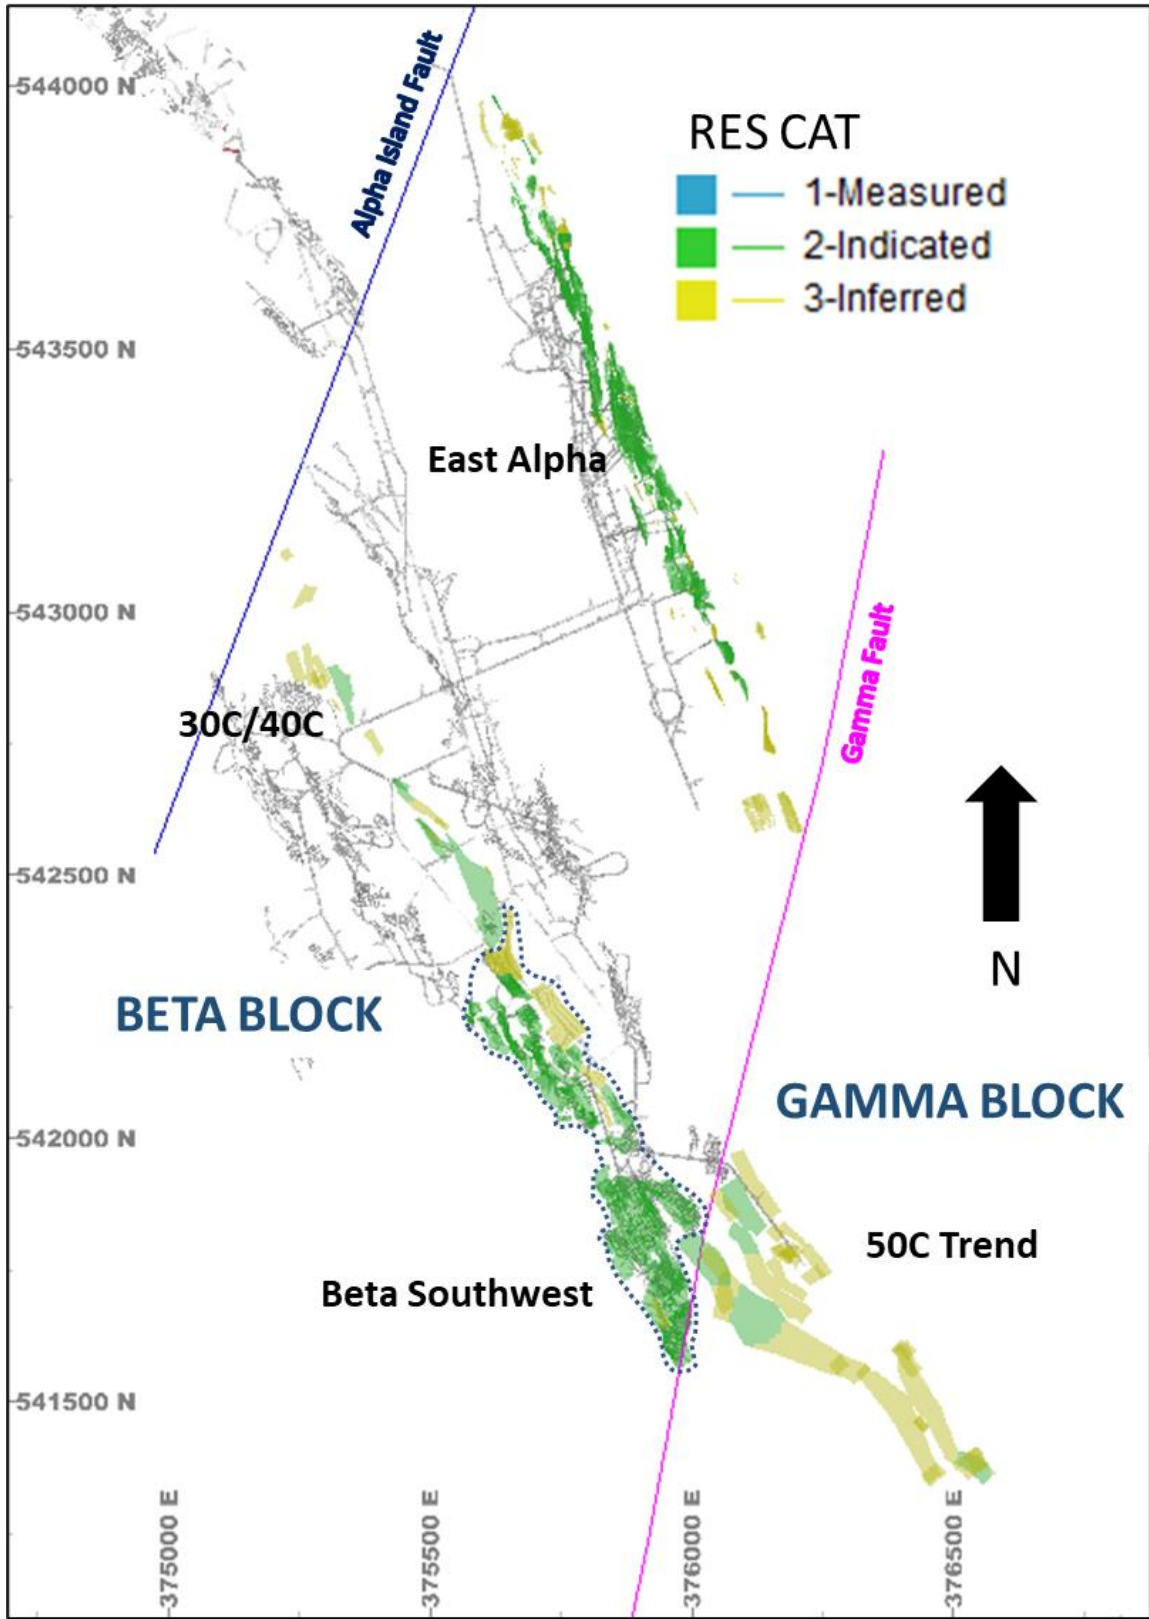 544000 N
Alpha Island Fault
RES CAT
1-Measured
2-Indicated
3-Inferred
543500 N
East Alpha
543000 N
Gamma Fault
30C/40C
542500 N
N
BETA BLOCK
GAMMA BLOCK
542000 N
50C Trend
Beta Southwest
541500 N
375000 E
375500 E
376000 E
376500 E